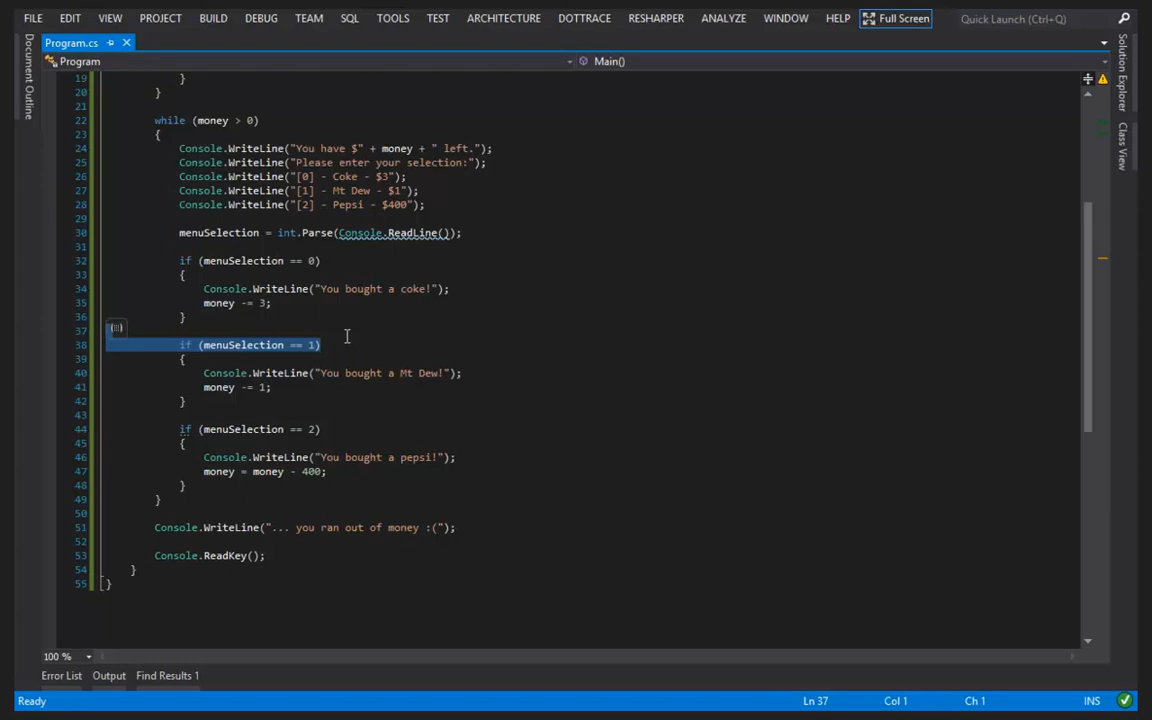 FILE EDIT VIEW PROJECT BUILD DEBUG TEAM SQL TOOLS TEST ARCHITECTURE DOTTRACE RESHARPER ANALYZE WINDOW HELP Full Screen Quick Launch (Ctrl+Q)
Program.cs
Program Main()
Document Outline
Solution Explorer
Class View
19 }
20 }
21
22 while (money > 0)
23 {
24 Console.WriteLine("You have $" + money + " left.");
25 Console.WriteLine("Please enter your selection:");
26 Console.WriteLine("[0] - Coke - $3");
27 Console.WriteLine("[1] - Mt Dew - $1");
28 Console.WriteLine("[2] - Pepsi - $400");
29
30 menuSelection = int.Parse(Console.ReadLine());
31
32 if (menuSelection == 0)
33 {
34 Console.WriteLine("You bought a coke!");
35 money -= 3;
36 }
37
38 if (menuSelection == 1)
39 {
40 Console.WriteLine("You bought a Mt Dew!");
41 money -= 1;
42 }
43
44 if (menuSelection == 2)
45 {
46 Console.WriteLine("You bought a pepsi!");
47 money = money - 400;
48 }
49 }
50
51 Console.WriteLine("... you ran out of money :(");
52
53 Console.ReadKey();
54 }
55 }
100 %
Error List Output Find Results 1
Ready Ln 37 Col 1 Ch 1 INS